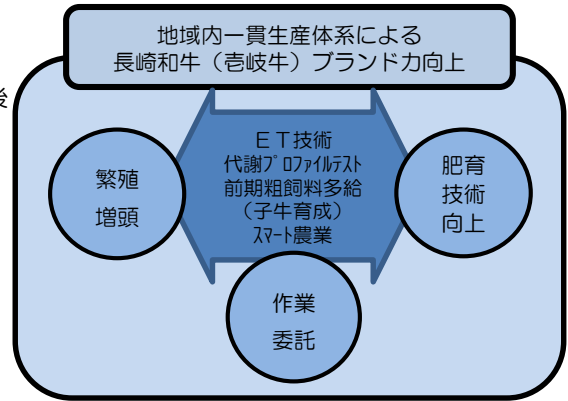 地域内一貫生産体系による
長崎和牛（壱岐牛）ブランド力向上
後
ＥＴ技術
代謝ﾌﾟﾛﾌｧｲﾙﾃｽﾄ
前期粗飼料多給
（子牛育成）
ｽﾏｰﾄ農業
繁殖
増頭
肥育
技術
向上
作業
委託